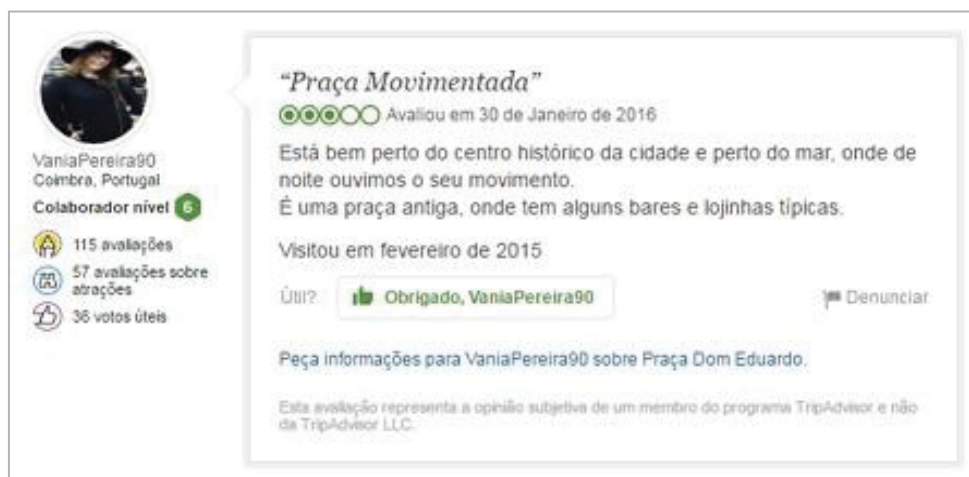 VaniaPereira90
Coimbra, Portugal
Colaborador nível 6
115 avaliações
57 avaliações sobre
atrações
36 votos úteis
“Praça Movimentada”
Avaliou em 30 de Janeiro de 2016
Está bem perto do centro histórico da cidade e perto do mar, onde de
noite ouvimos o seu movimento.
É uma praça antiga, onde tem alguns bares e lojinhas típicas.
Visitou em fevereiro de 2015
Útil?
Obrigado, VaniaPereira90
Denunciar
Peça informações para VaniaPereira90 sobre Praça Dom Eduardo.
Esta avaliação representa a opinião subjetiva de um membro do programa TripAdvisor e não
da TripAdvisor LLC.